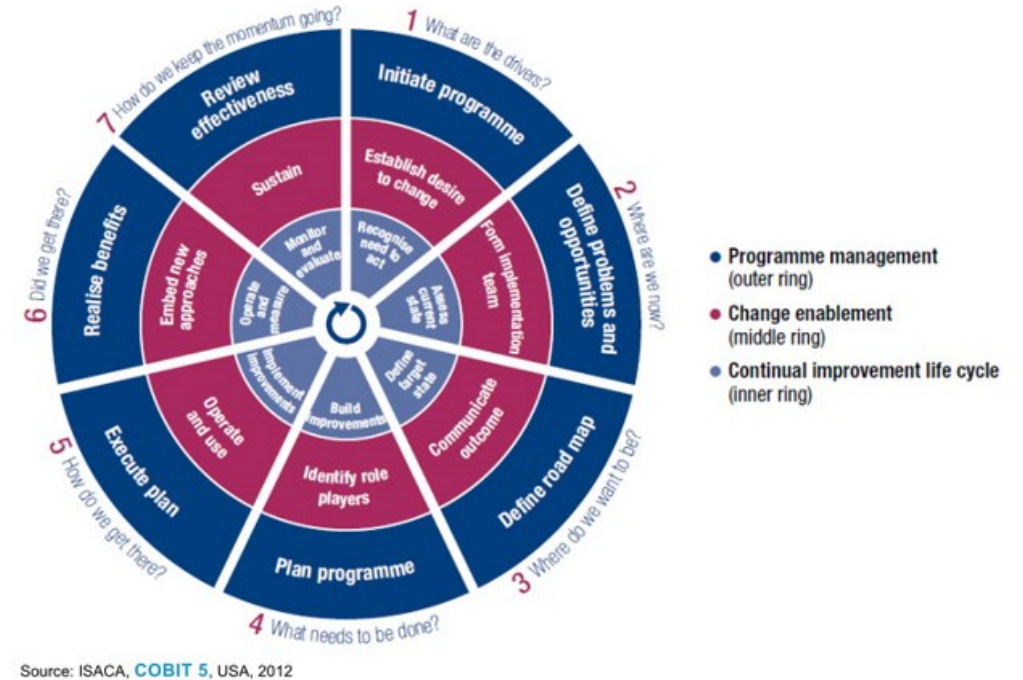 1 What are the drivers?
Initiate programme
Establish desire
to change
Recognise
need to
act
2 Where are we now?
Define problems and
opportunities
Form implementation
team
Assess
current
state
3 Where do we want to be?
Define road map
Communicate
outcome
Define
target
state
4 What needs to be done?
Plan programme
Identify role
players
Build
improvements
5 How do we get there?
Execute plan
Operate
and use
Implement
improvements
6 Did we get there?
Realise benefits
Embed new
approaches
Operate
and
measure
7 How do we keep the momentum going?
Review
effectiveness
Sustain
Monitor
and
evaluate
Programme management
(outer ring)
Change enablement
(middle ring)
Continual improvement life cycle
(inner ring)
Source: ISACA, COBIT 5, USA, 2012